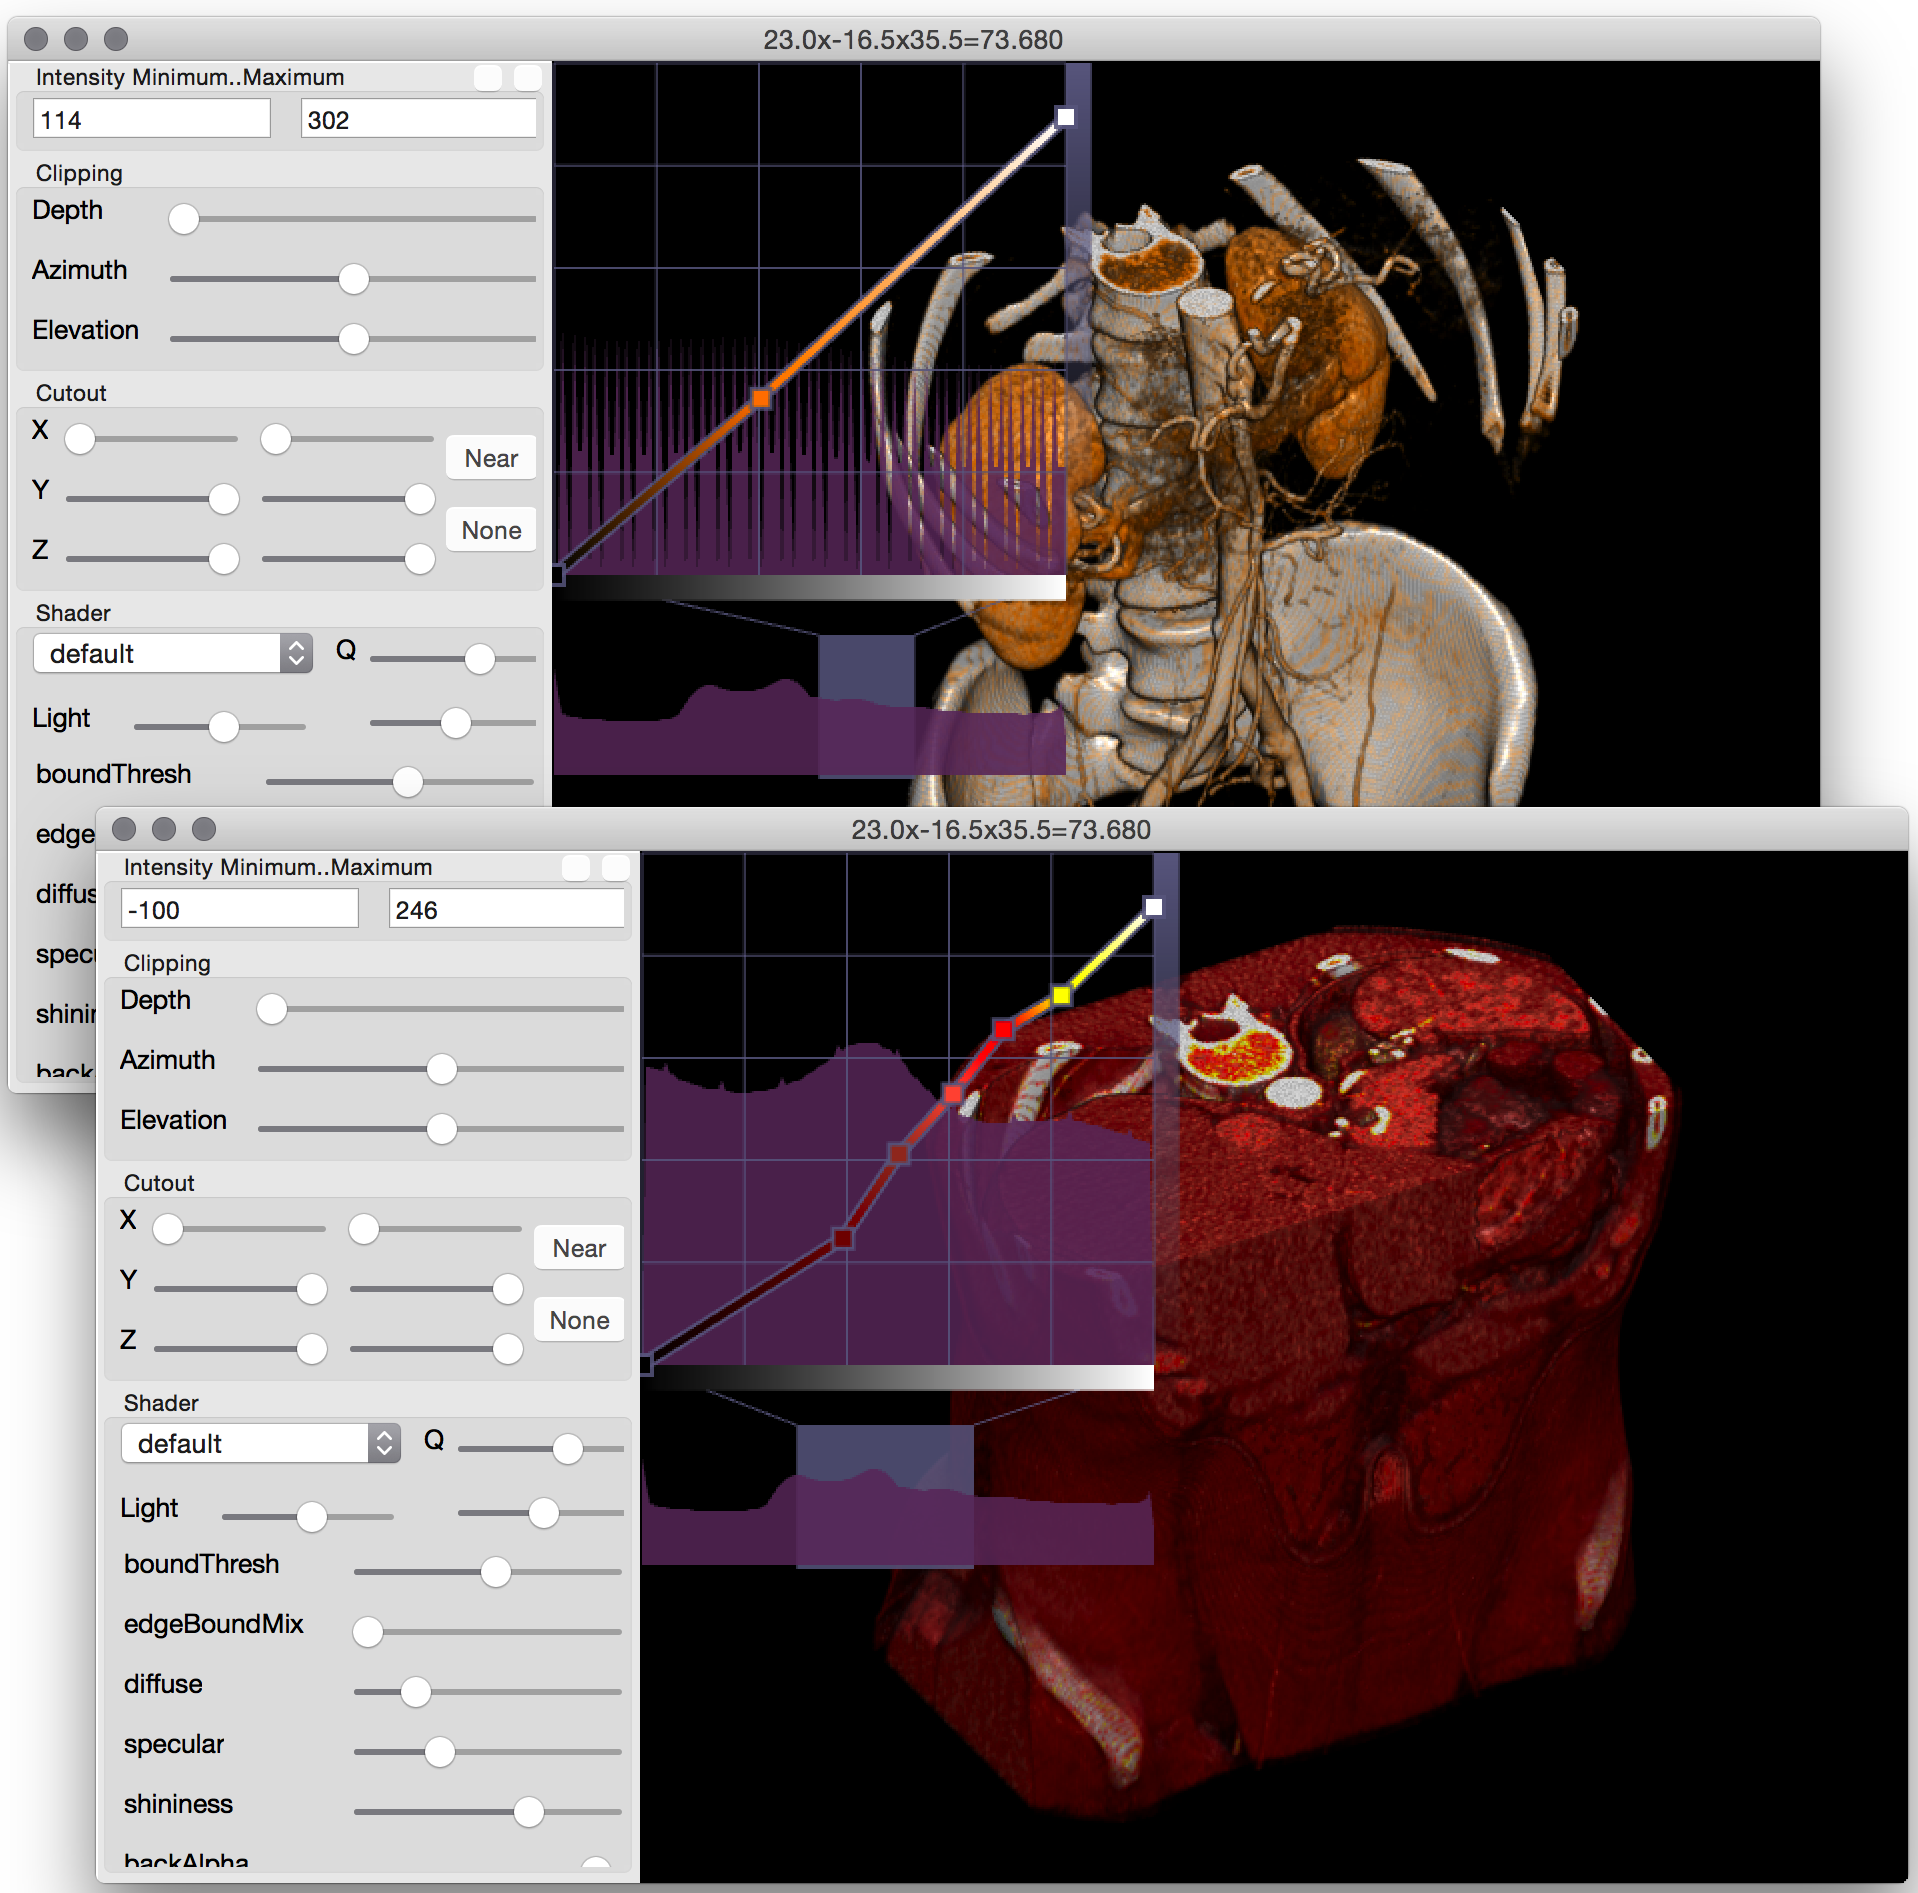 23.0x-16.5x35.5=73.680
Intensity Minimum..Maximum
114 302
Clipping
Depth
Azimuth
Elevation
Cutout
X
Near
Y
None
Z
Shader
default Q
Light
boundThresh
edge
diffus
spec
shinin
back
23.0x-16.5x35.5=73.680
Intensity Minimum..Maximum
-100 246
Clipping
Depth
Azimuth
Elevation
Cutout
X
Near
Y
None
Z
Shader
default Q
Light
boundThresh
edgeBoundMix
diffuse
specular
shininess
backAlpha